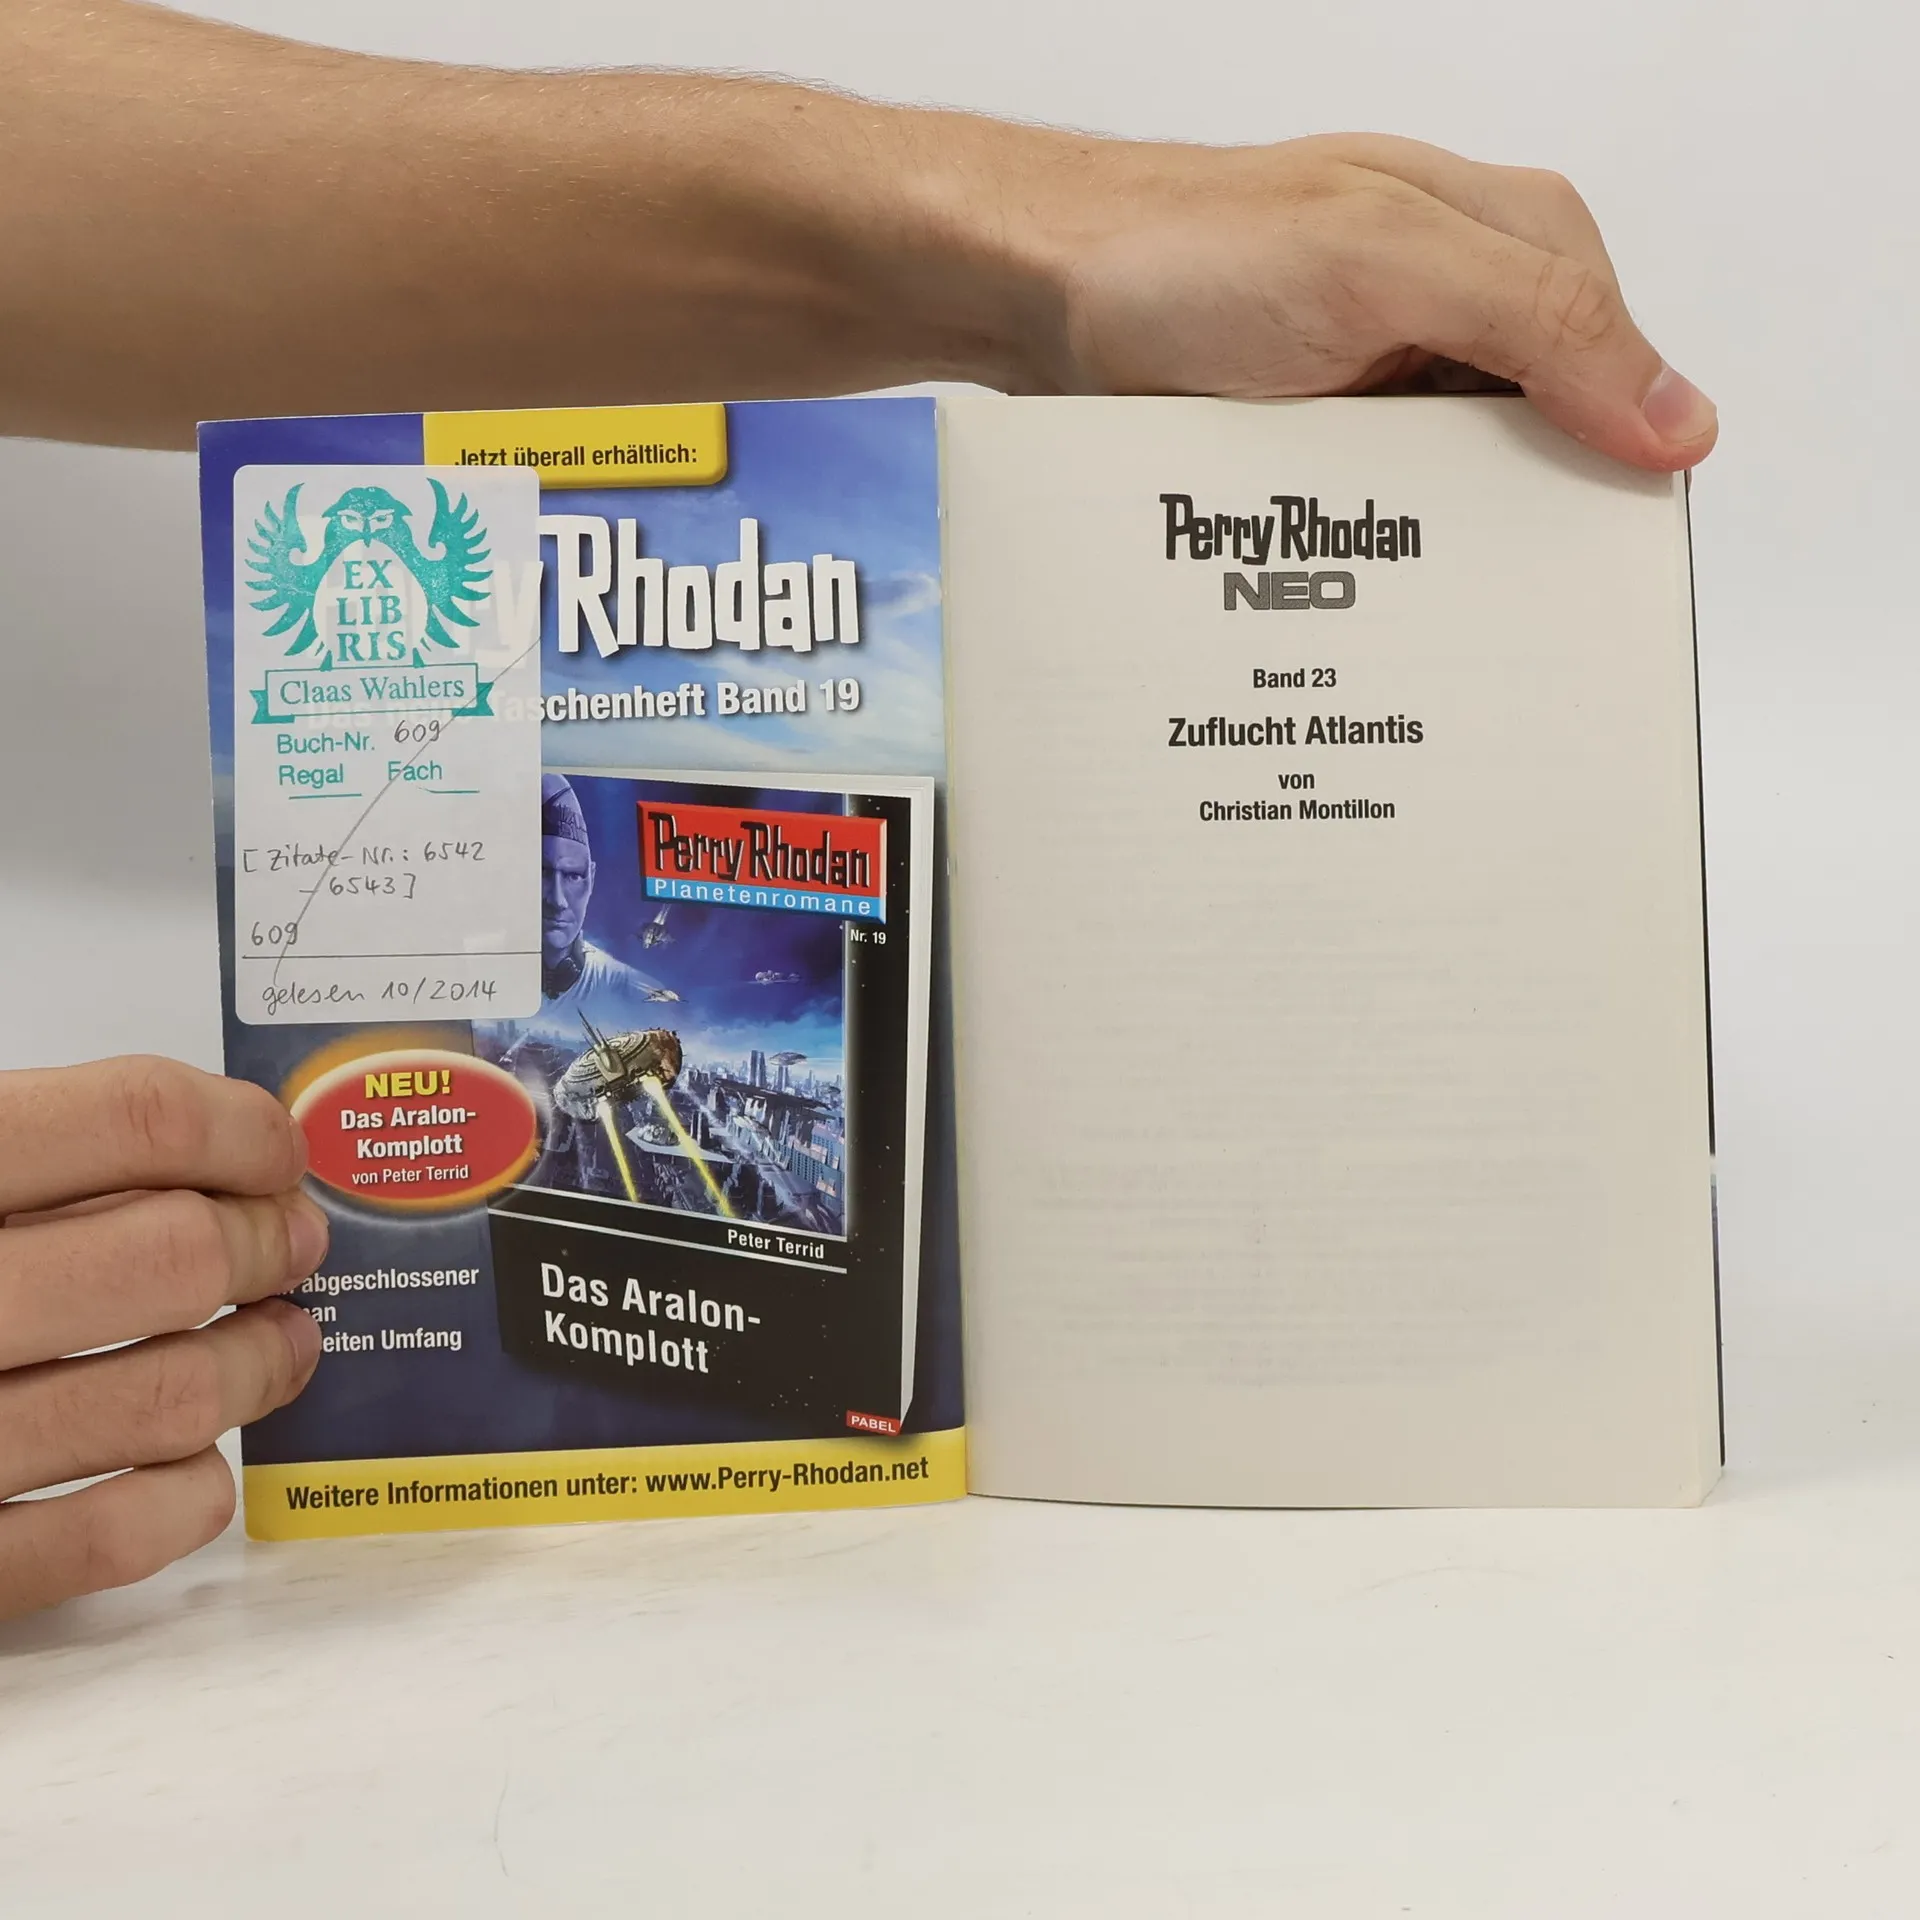 Jetzt überall erhältlich:
Rhodan
Taschenheft Band 19
EX
LIB
RIS
Claas Wahlers
Buch-Nr. 609
Regal Fach
[Zitate-Nr.: 6542
- 6543]
609
gelesen 10/2014
Perry Rhodan
Planetenromane
Nr. 19
NEU!
Das Aralon-
Komplott
von Peter Terrid
Peter Terrid
Das Aralon-
Komplott
PABEL
abgeschlossener
Umfang
Weitere Informationen unter: www.Perry-Rhodan.net
Perry Rhodan
NEO
Band 23
Zuflucht Atlantis
von
Christian Montillon